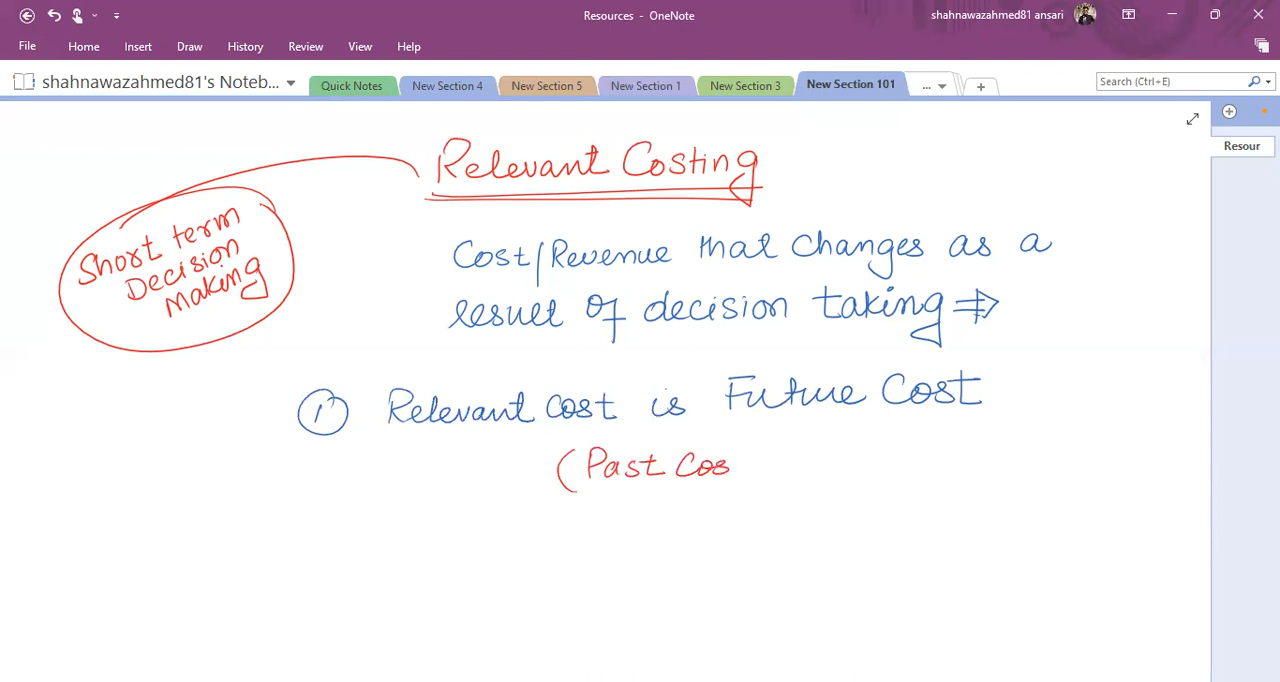 Resources - OneNote
shahnawazahmed81 ansari
File Home Insert Draw History Review View Help
shahnawazahmed81's Noteb...
Quick Notes New Section 4 New Section 5 New Section 1 New Section 3 New Section 101 ...
Search (Ctrl+E)
Resour
Relevant Costing
Short term
Decision
Making
Cost/Revenue that changes as a
result of decision taking ⇒
① Relevant cost is Future Cost
(Past Cos